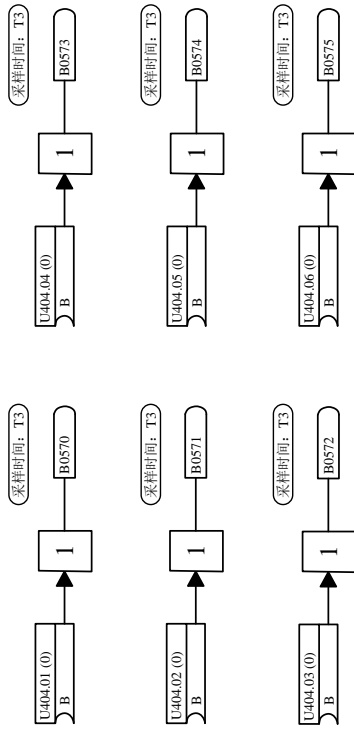 采样时间：T3
U404.01 (0)
B
1
B0570
采样时间：T3
U404.02 (0)
B
1
B0571
采样时间：T3
U404.03 (0)
B
1
B0572
采样时间：T3
U404.04 (0)
B
1
B0573
采样时间：T3
U404.05 (0)
B
1
B0574
采样时间：T3
U404.06 (0)
B
1
B0575